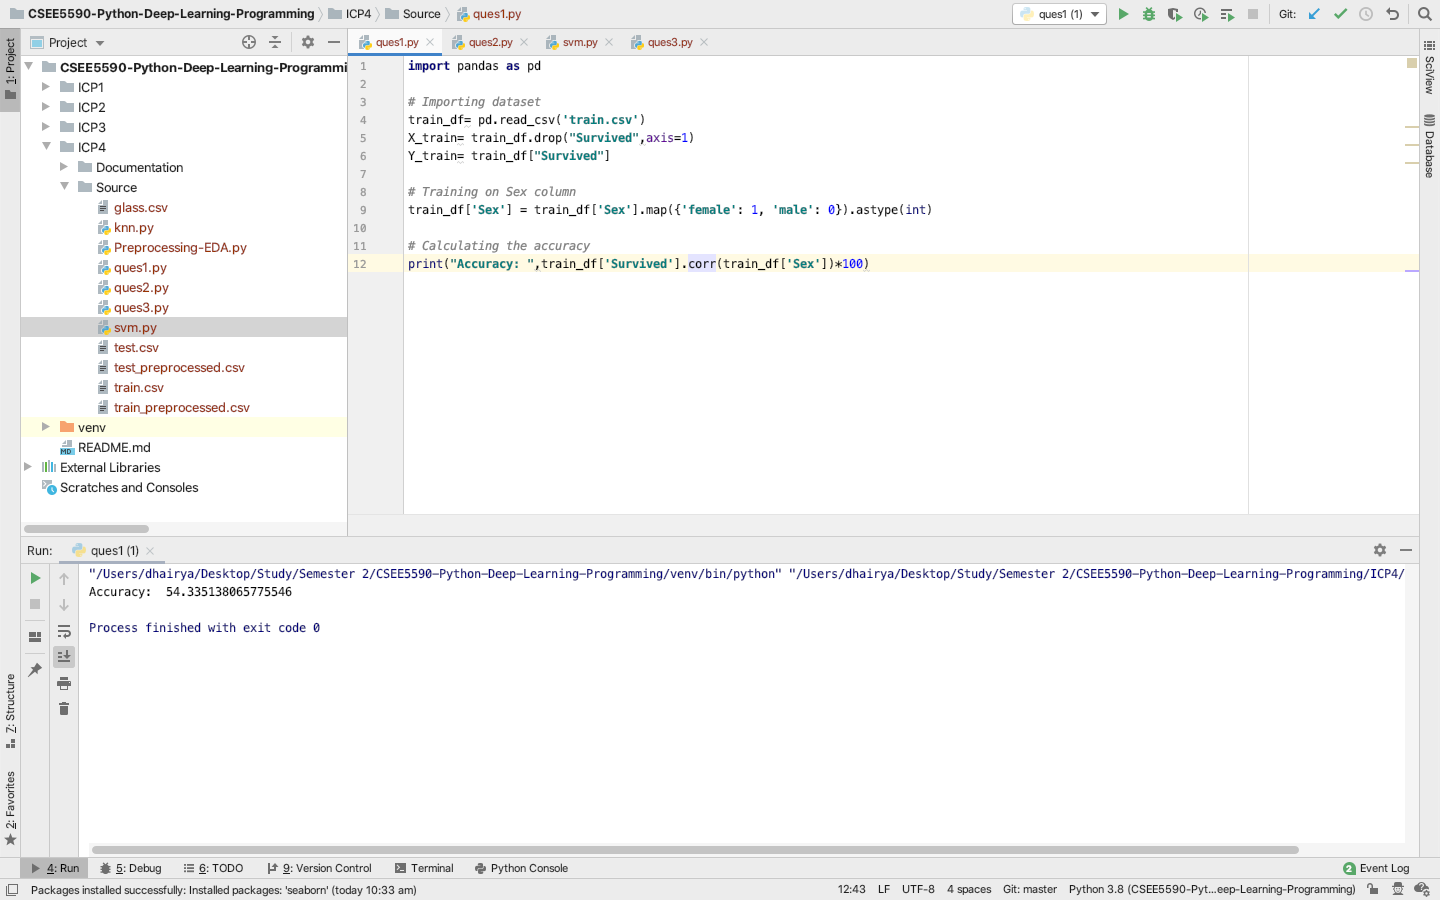 CSEE5590-Python-Deep-Learning-Programming ICP4 Source ques1.py ques1 (1) Git:
Project ques1.py ques2.py svm.py ques3.py
1: Project
CSEE5590-Python-Deep-Learning-Programmi
ICP1
ICP2
ICP3
ICP4
Documentation
Source
glass.csv
knn.py
Preprocessing-EDA.py
ques1.py
ques2.py
ques3.py
svm.py
test.csv
test_preprocessed.csv
train.csv
train_preprocessed.csv
venv
MD README.md
External Libraries
Scratches and Consoles
1 import pandas as pd
2
3 # Importing dataset
4 train_df= pd.read_csv('train.csv')
5 X_train= train_df.drop("Survived",axis=1)
6 Y_train= train_df["Survived"]
7
8 # Training on Sex column
9 train_df['Sex'] = train_df['Sex'].map({'female': 1, 'male': 0}).astype(int)
10
11 # Calculating the accuracy
12 print("Accuracy: ",train_df['Survived'].corr(train_df['Sex'])*100)
SciView
Database
Run: ques1 (1)
"/Users/dhairya/Desktop/Study/Semester 2/CSEE5590-Python-Deep-Learning-Programming/venv/bin/python" "/Users/dhairya/Desktop/Study/Semester 2/CSEE5590-Python-Deep-Learning-Programming/ICP4/
Accuracy:  54.335138065775546
Process finished with exit code 0
Z: Structure
2: Favorites
4: Run 5: Debug 6: TODO 9: Version Control Terminal Python Console 2 Event Log
Packages installed successfully: Installed packages: 'seaborn' (today 10:33 am) 12:43 LF UTF-8 4 spaces Git: master Python 3.8 (CSEE5590-Pyt...eep-Learning-Programming)